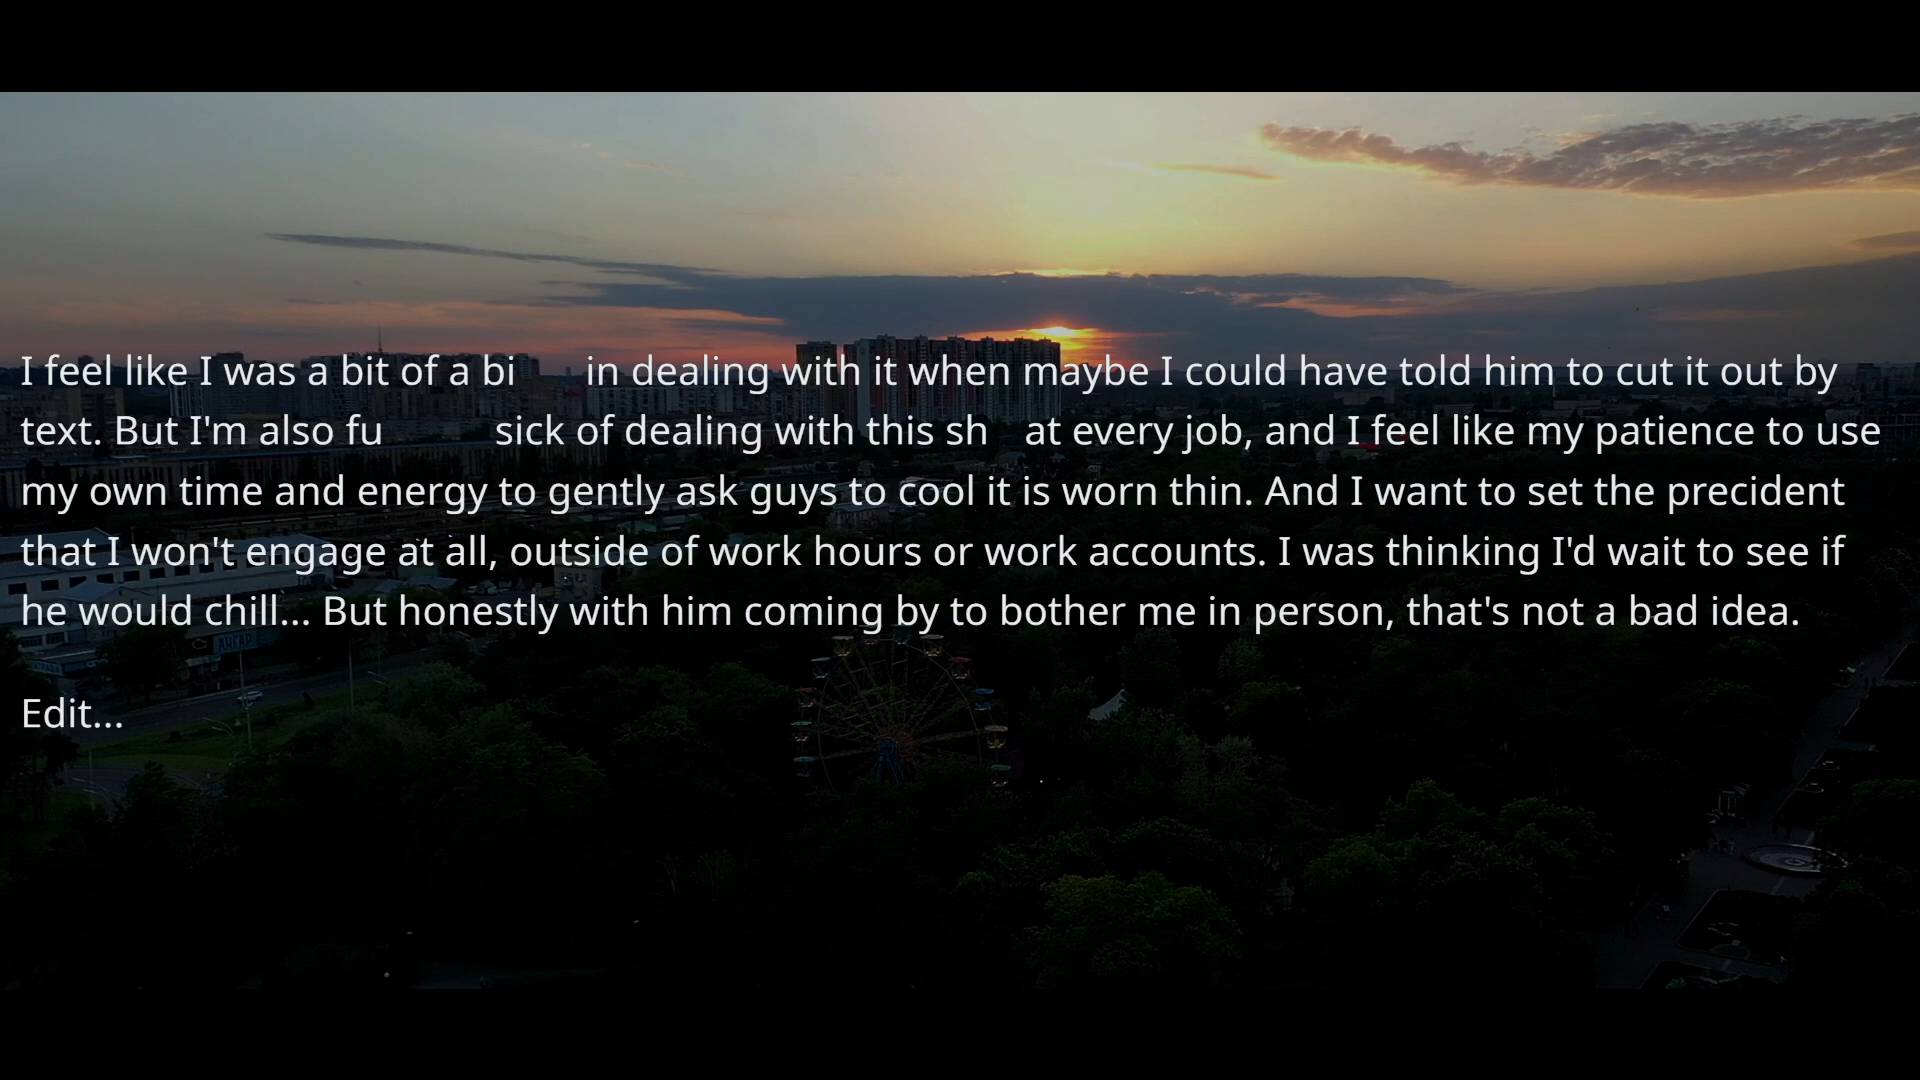 I feel like I was a bit of a bi in dealing with it when maybe I could have told him to cut it out by
text. But I'm also fu sick of dealing with this sh at every job, and I feel like my patience to use
my own time and energy to gently ask guys to cool it is worn thin. And I want to set the precident
that I won't engage at all, outside of work hours or work accounts. I was thinking I'd wait to see if
he would chill... But honestly with him coming by to bother me in person, that's not a bad idea.
Edit...